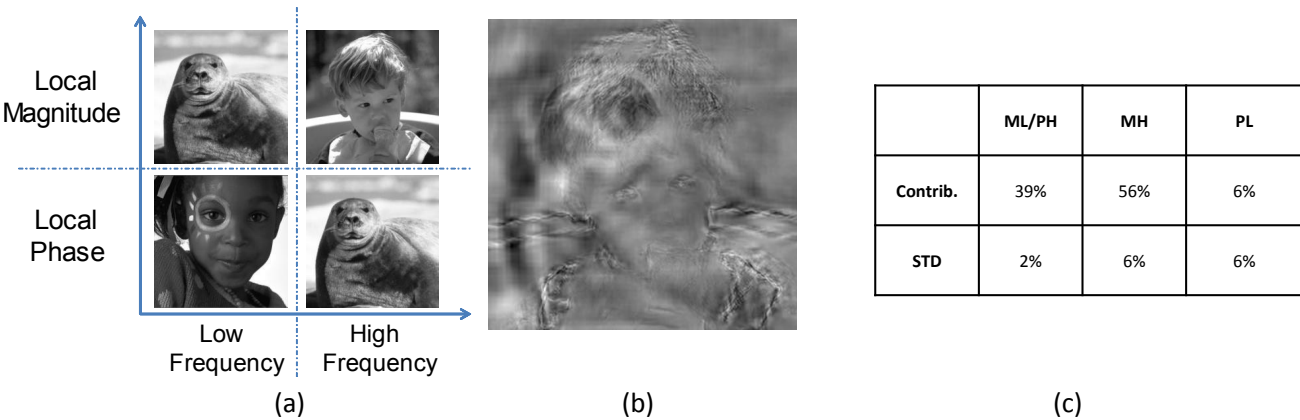 Local
Magnitude
Local
Phase
Low
Frequency
High
Frequency
(a)
(b)
ML/PH MH PL
Contrib. 39% 56% 6%
STD 2% 6% 6%
(c)